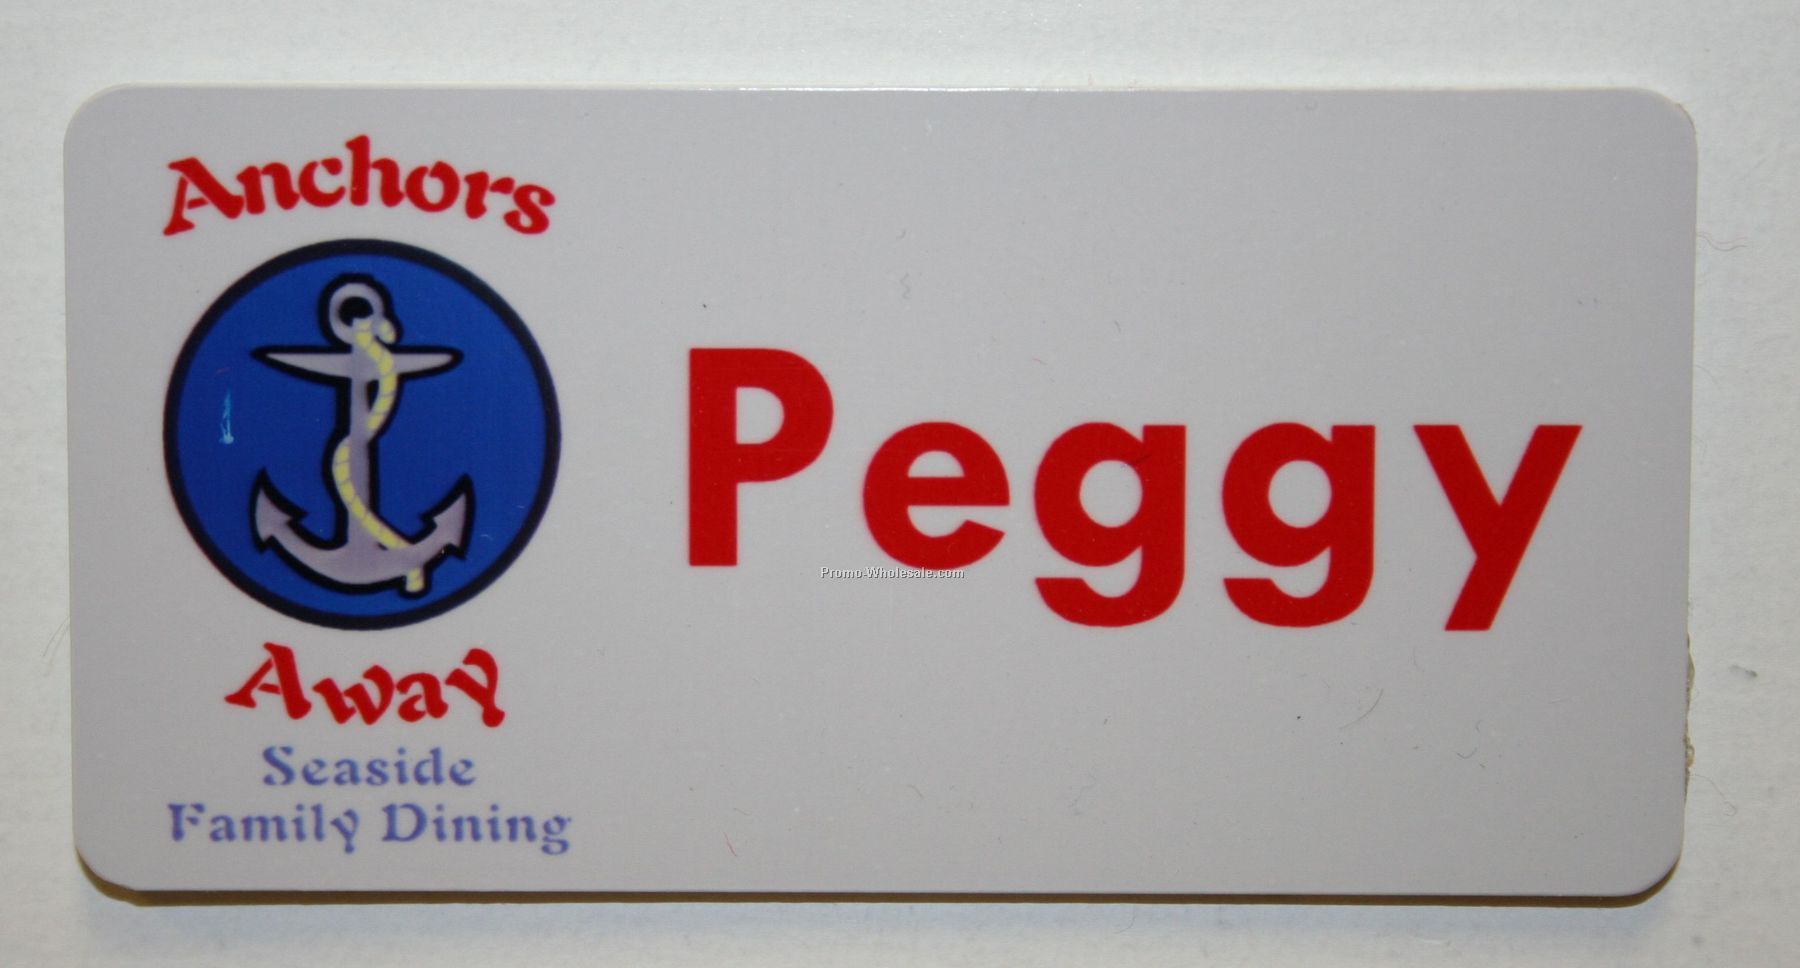 Anchors
Away
Seaside
Family Dining
Peggy
Promo-Wholesale.com